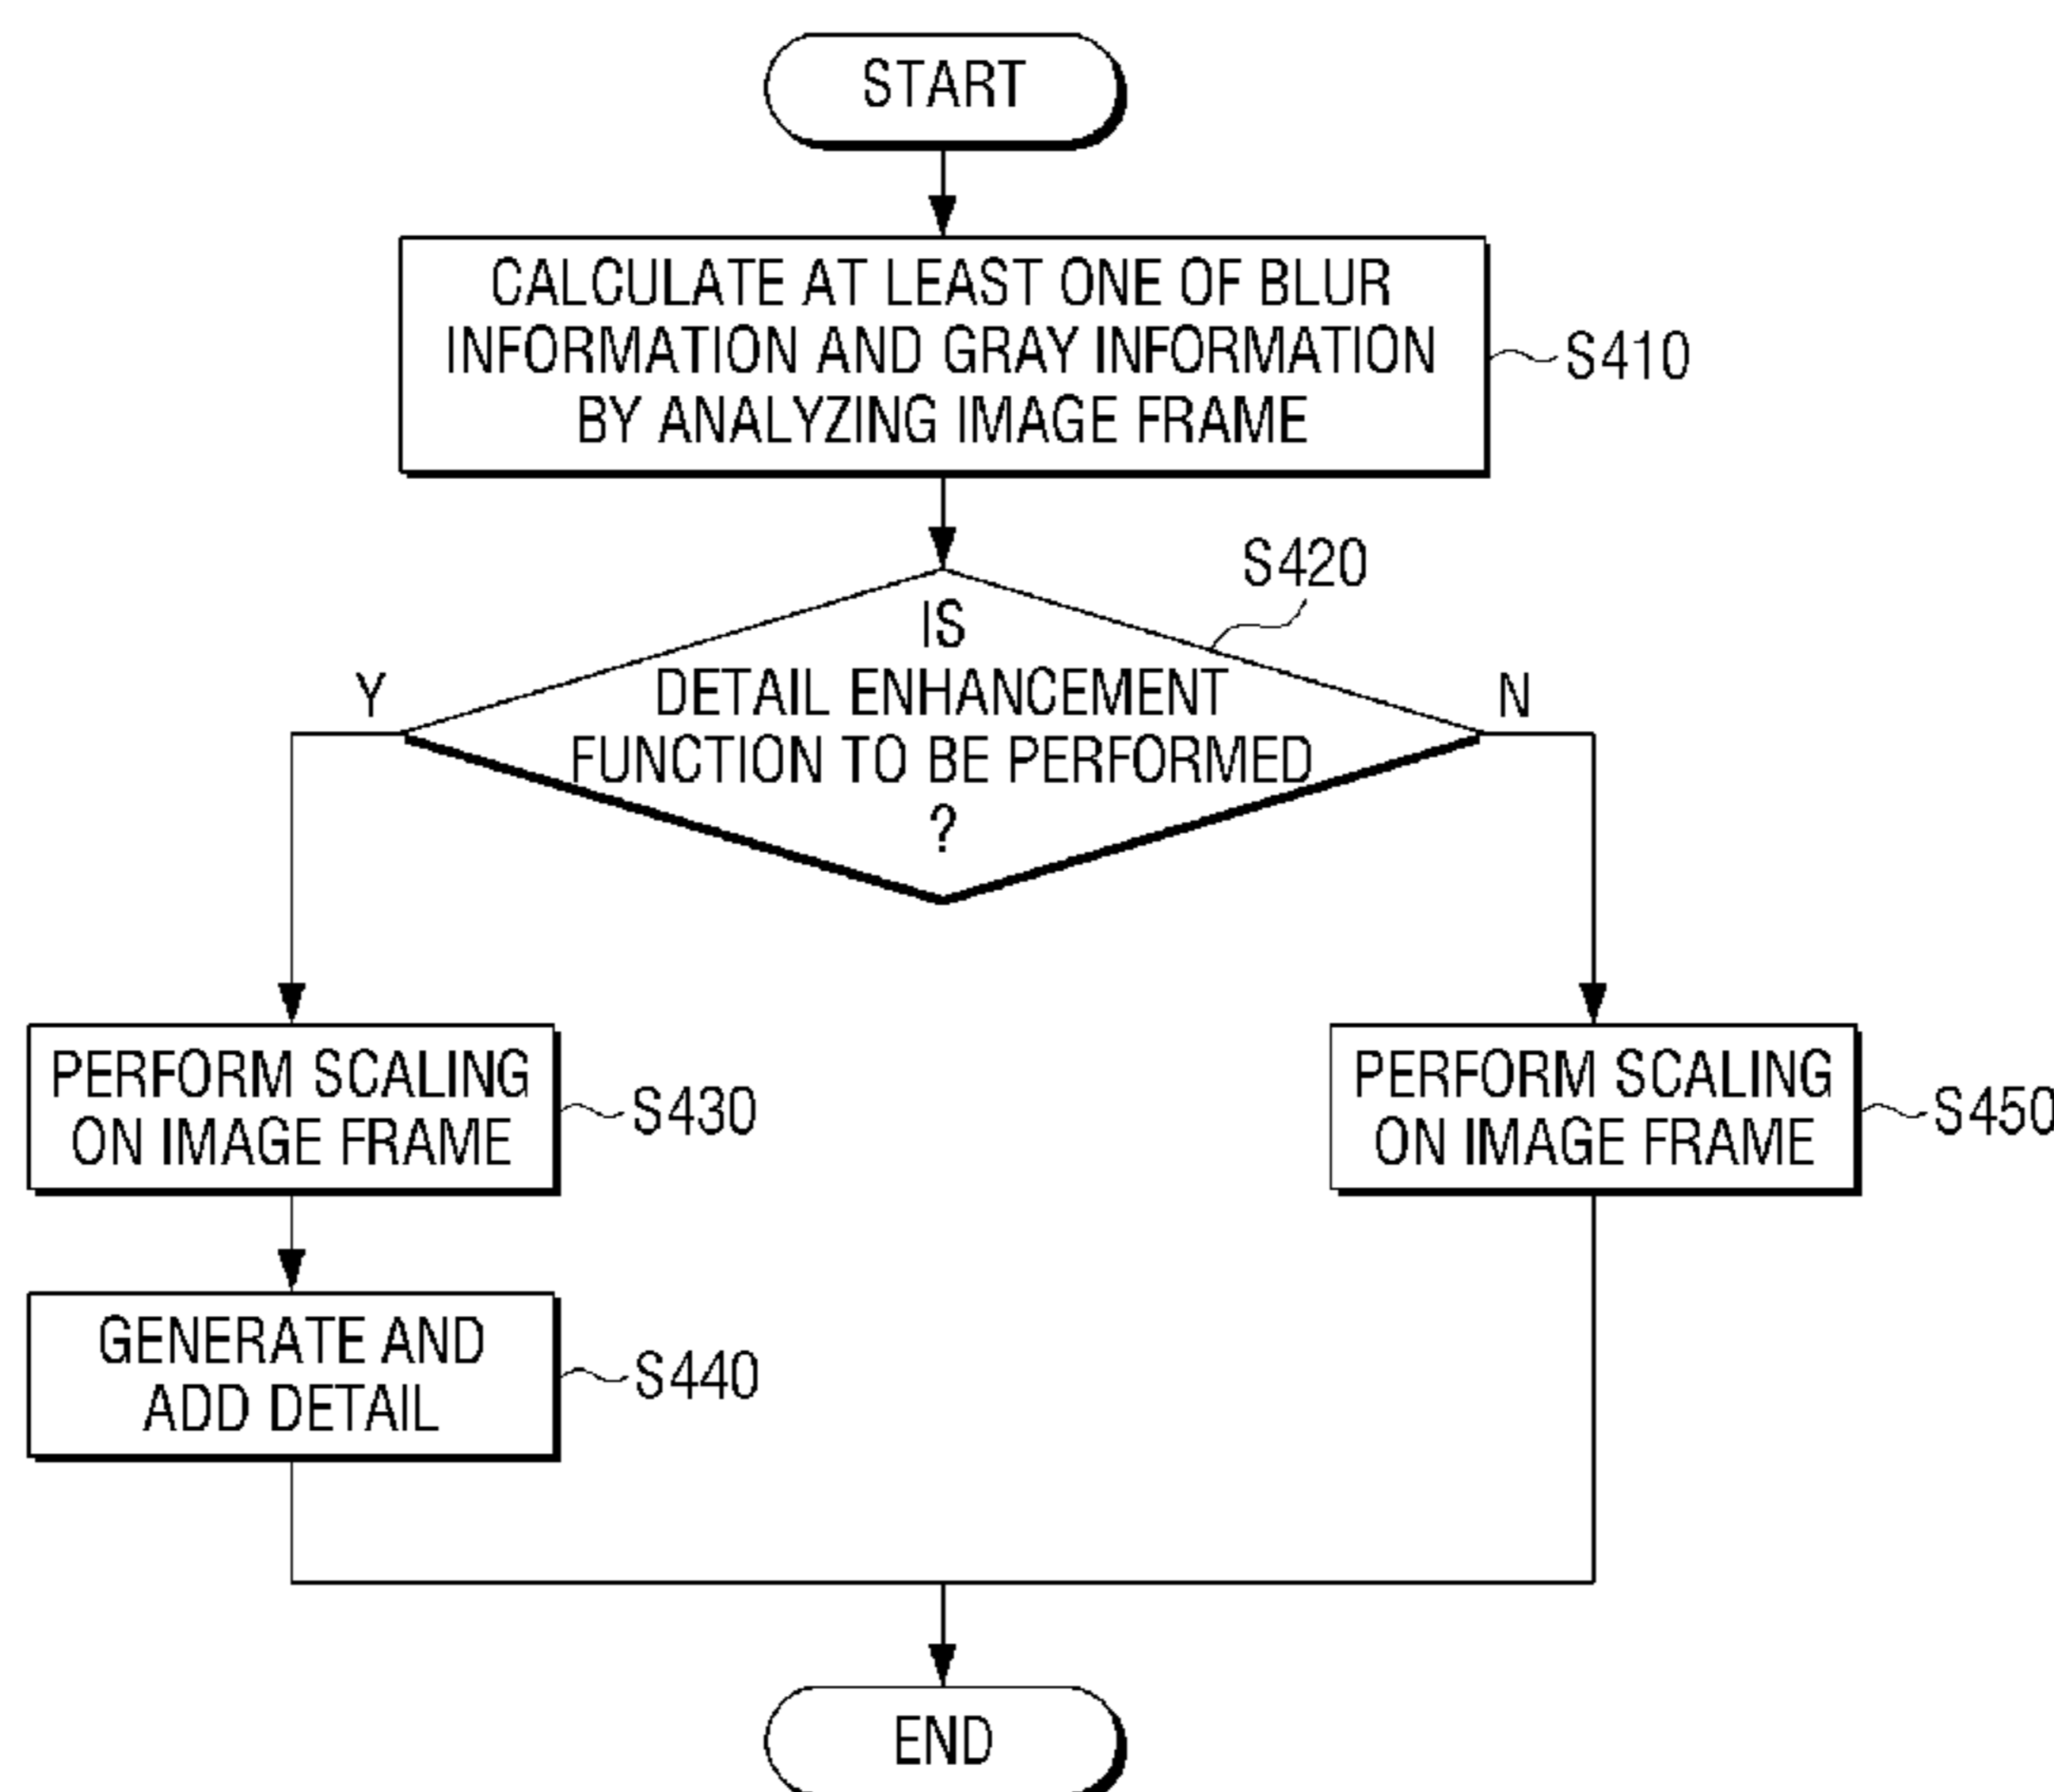 START
CALCULATE AT LEAST ONE OF BLUR
INFORMATION AND GRAY INFORMATION
BY ANALYZING IMAGE FRAME
S410
S420
IS
DETAIL ENHANCEMENT
FUNCTION TO BE PERFORMED
?
Y
N
PERFORM SCALING
ON IMAGE FRAME
S430
PERFORM SCALING
ON IMAGE FRAME
S450
GENERATE AND
ADD DETAIL
S440
END